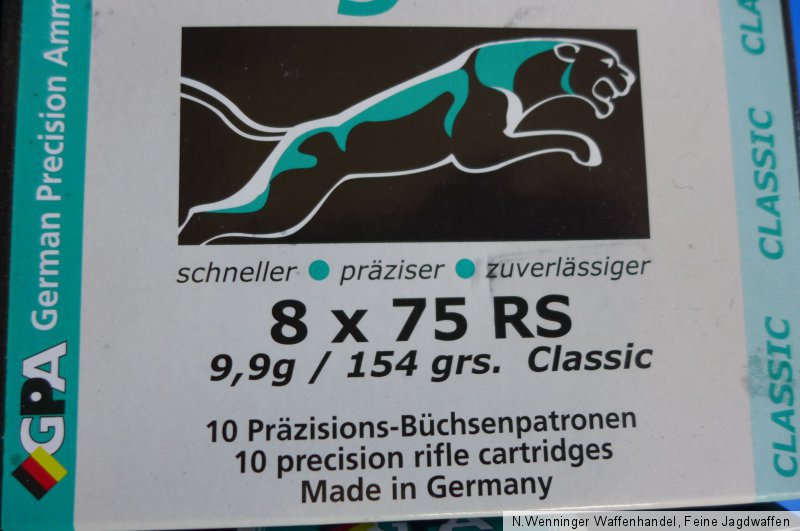 schneller • präziser • zuverlässiger
8 x 75 RS
9,9g / 154 grs. Classic
10 Präzisions-Büchsenpatronen
10 precision rifle cartridges
Made in Germany
GPA German Precision Amm
CLASSIC
CLASSIC
CLA
N.Wenninger Waffenhandel, Feine Jagdwaffen